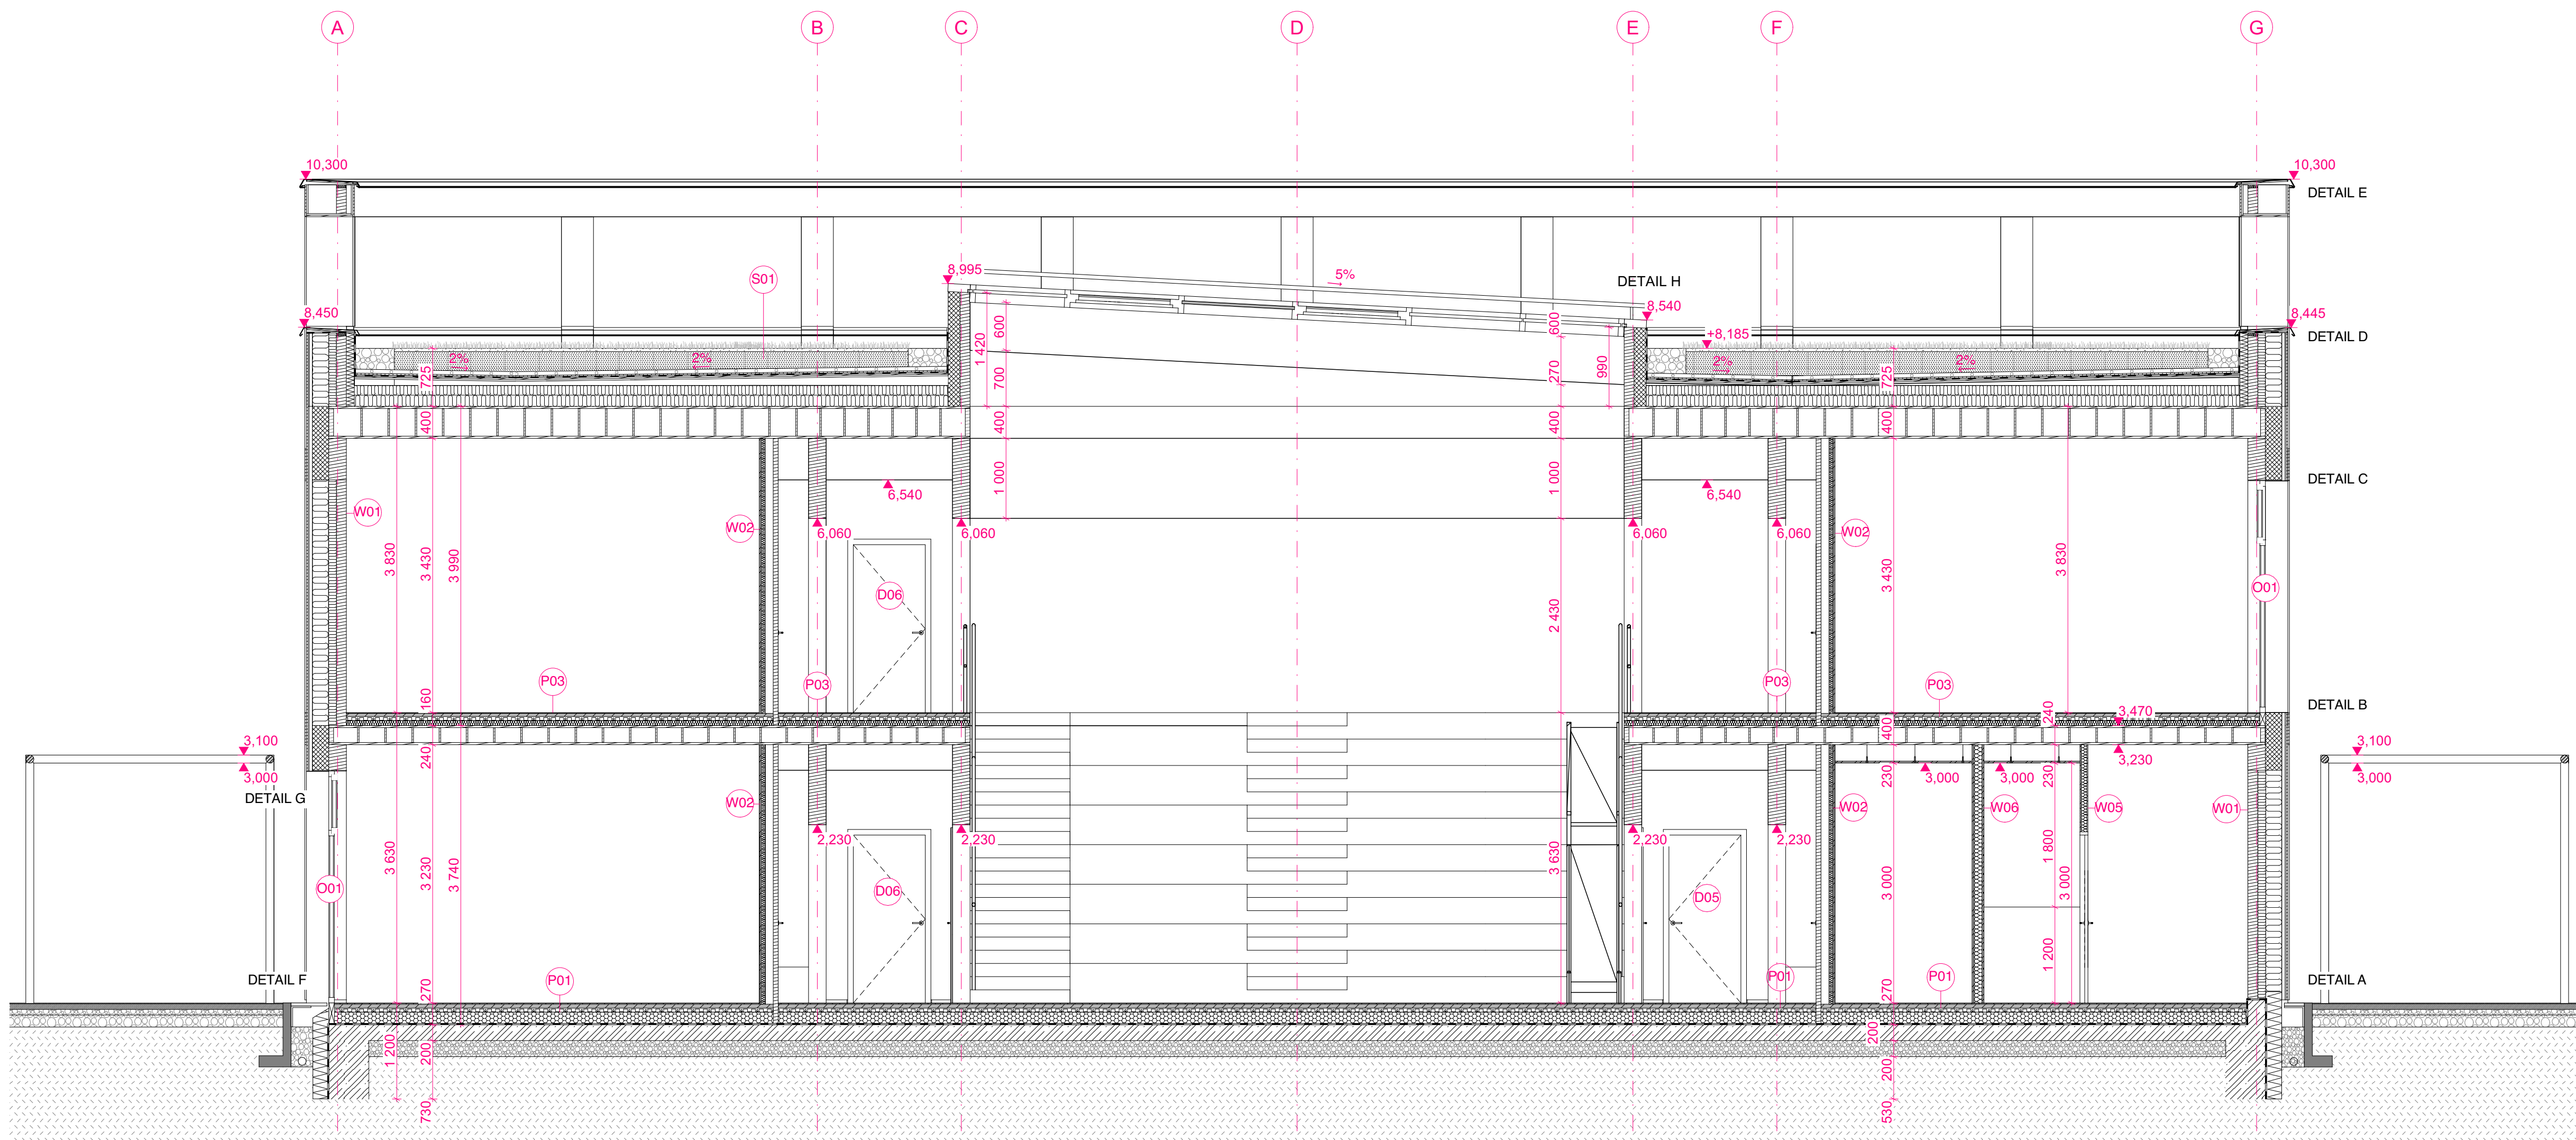 A B C D E F G
10,300
10,300
DETAIL E
8,995
5%
DETAIL H
S01
8,540
8,450
8,445
+8,185
DETAIL D
2%
2%
2%
2%
725
1 420
600
700
600
270
990
725
400
400
400
400
DETAIL C
6,540
6,540
1 000
1 000
W01
W02
6,060
6,060
6,060
6,060
W02
3 830
3 430
3 990
D06
2 430
3 430
3 830
O01
P03
P03
P03
P03
160
DETAIL B
240
3,470
400
3,100
3,000
240
3,230
3,100
3,000
230
3,000
3,000
230
DETAIL G
W02
W02
W06
W05
W01
2,230
2,230
2,230
2,230
3 630
3 230
3 740
3 630
1 800
O01
D06
D05
3 000
3 000
1 200
DETAIL F
P01
P01
P01
DETAIL A
270
270
1 200
200
200
200
730
530